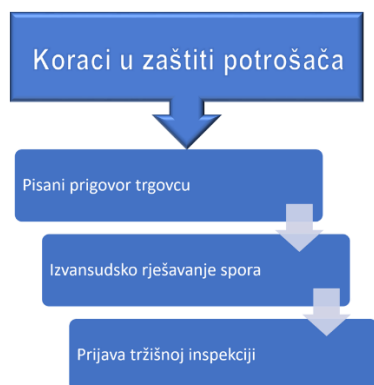 Koraci u zaštiti potrošača
Pisani prigovor trgovcu
Izvansudsko rješavanje spora
Prijava tržišnoj inspekciji